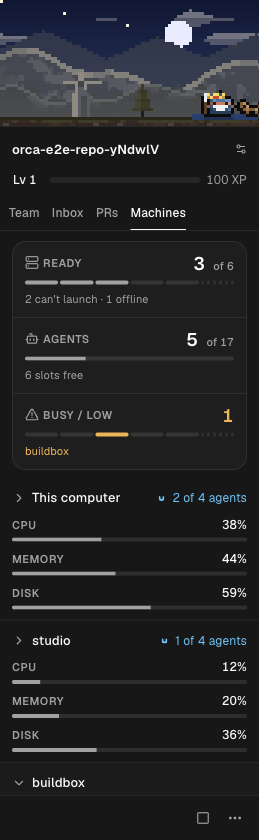 orca-e2e-repo-yNdwlV
Lv 1 100 XP
Team Inbox PRs Machines
READY 3 of 6
2 can't launch · 1 offline
AGENTS 5 of 17
6 slots free
BUSY / LOW 1
buildbox
This computer 2 of 4 agents
CPU 38%
MEMORY 44%
DISK 59%
studio 1 of 4 agents
CPU 12%
MEMORY 20%
DISK 36%
buildbox